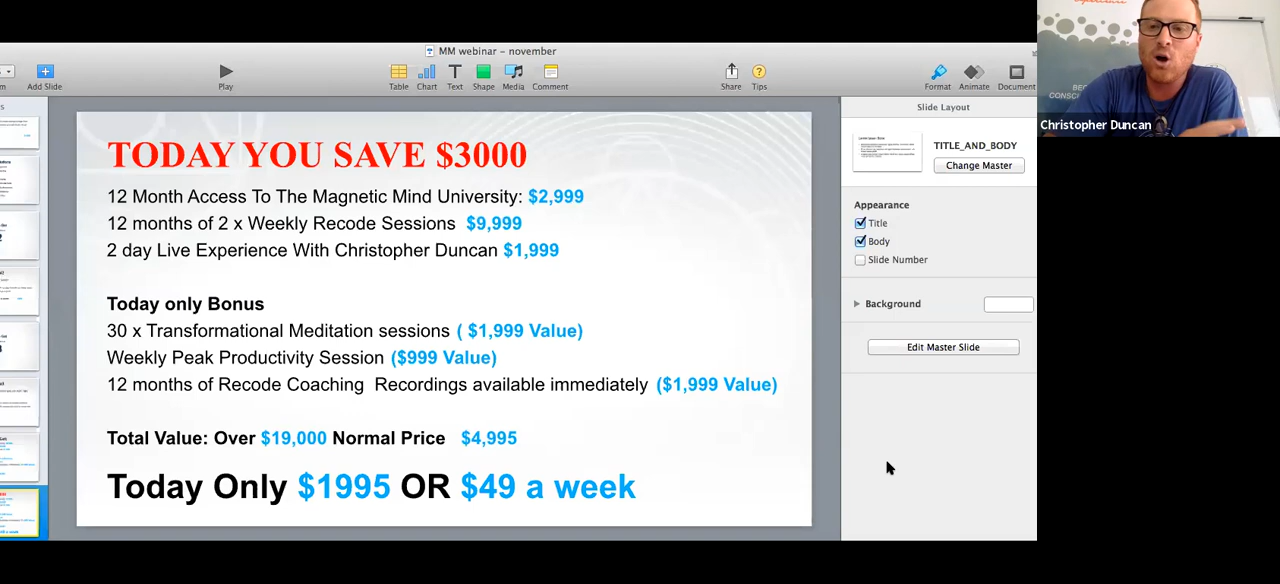 MM webinar – november
Add Slide
Play
Table
Chart
Text
Shape
Media
Comment
Share
Tips
Format
Animate
Document
Slide Layout
TITLE_AND_BODY
Change Master
Appearance
Title
Body
Slide Number
Background
Edit Master Slide
TODAY YOU SAVE $3000
12 Month Access To The Magnetic Mind University: $2,999
12 months of 2 x Weekly Recode Sessions $9,999
2 day Live Experience With Christopher Duncan $1,999
Today only Bonus
30 x Transformational Meditation sessions ( $1,999 Value)
Weekly Peak Productivity Session ($999 Value)
12 months of Recode Coaching Recordings available immediately ($1,999 Value)
Total Value: Over $19,000 Normal Price $4,995
Today Only $1995 OR $49 a week
Christopher Duncan